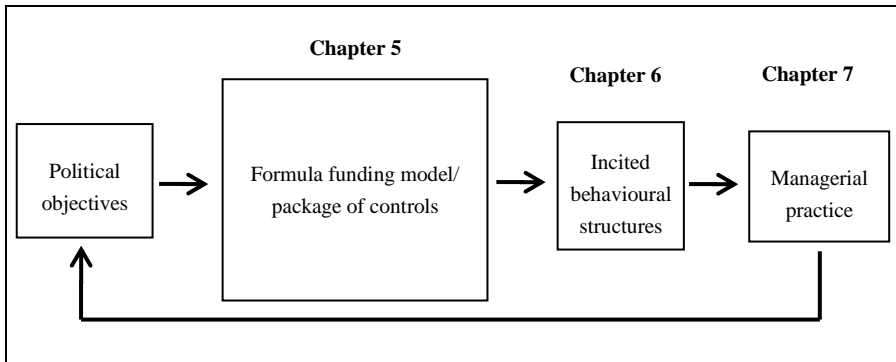 Chapter 5
Chapter 6
Chapter 7
Political
objectives
Formula funding model/
package of controls
Incited
behavioural
structures
Managerial
practice